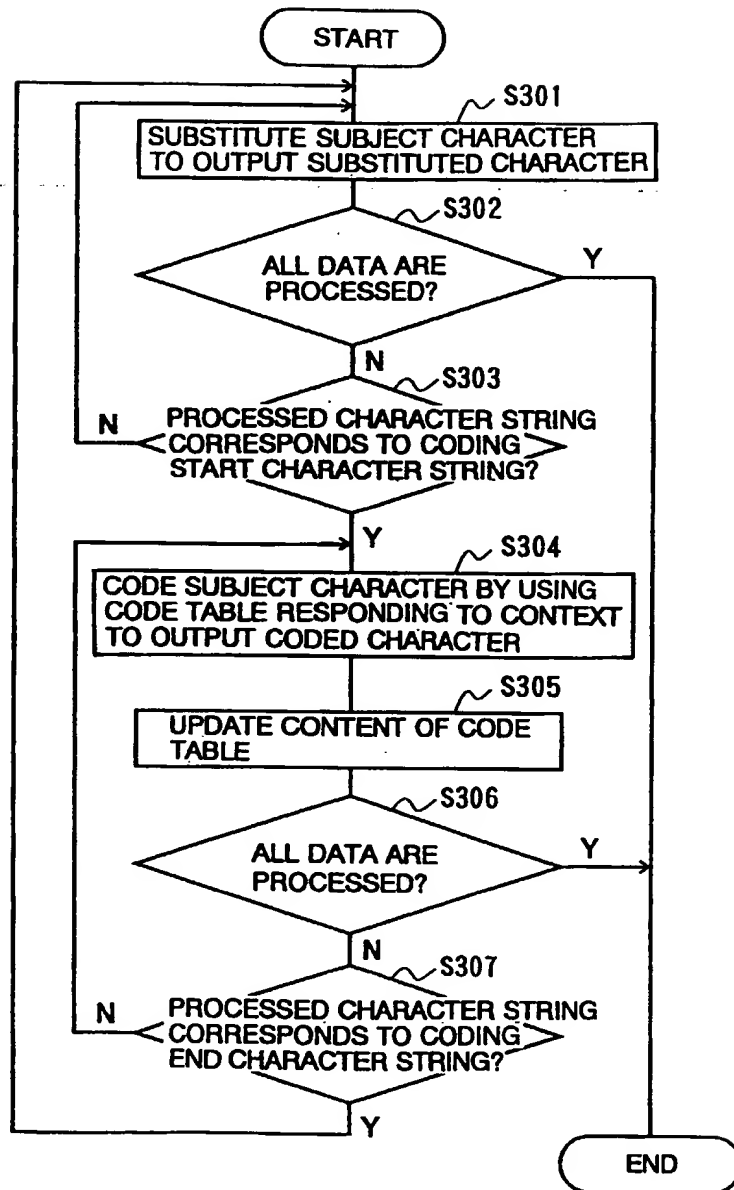 START
S301
SUBSTITUTE SUBJECT CHARACTER
TO OUTPUT SUBSTITUTED CHARACTER
S302
ALL DATA ARE
PROCESSED?
Y
N
S303
N
PROCESSED CHARACTER STRING
CORRESPONDS TO CODING
START CHARACTER STRING?
Y
S304
CODE SUBJECT CHARACTER BY USING
CODE TABLE RESPONDING TO CONTEXT
TO OUTPUT CODED CHARACTER
S305
UPDATE CONTENT OF CODE
TABLE
S306
ALL DATA ARE
PROCESSED?
Y
N
S307
N
PROCESSED CHARACTER STRING
CORRESPONDS TO CODING
END CHARACTER STRING?
Y
END